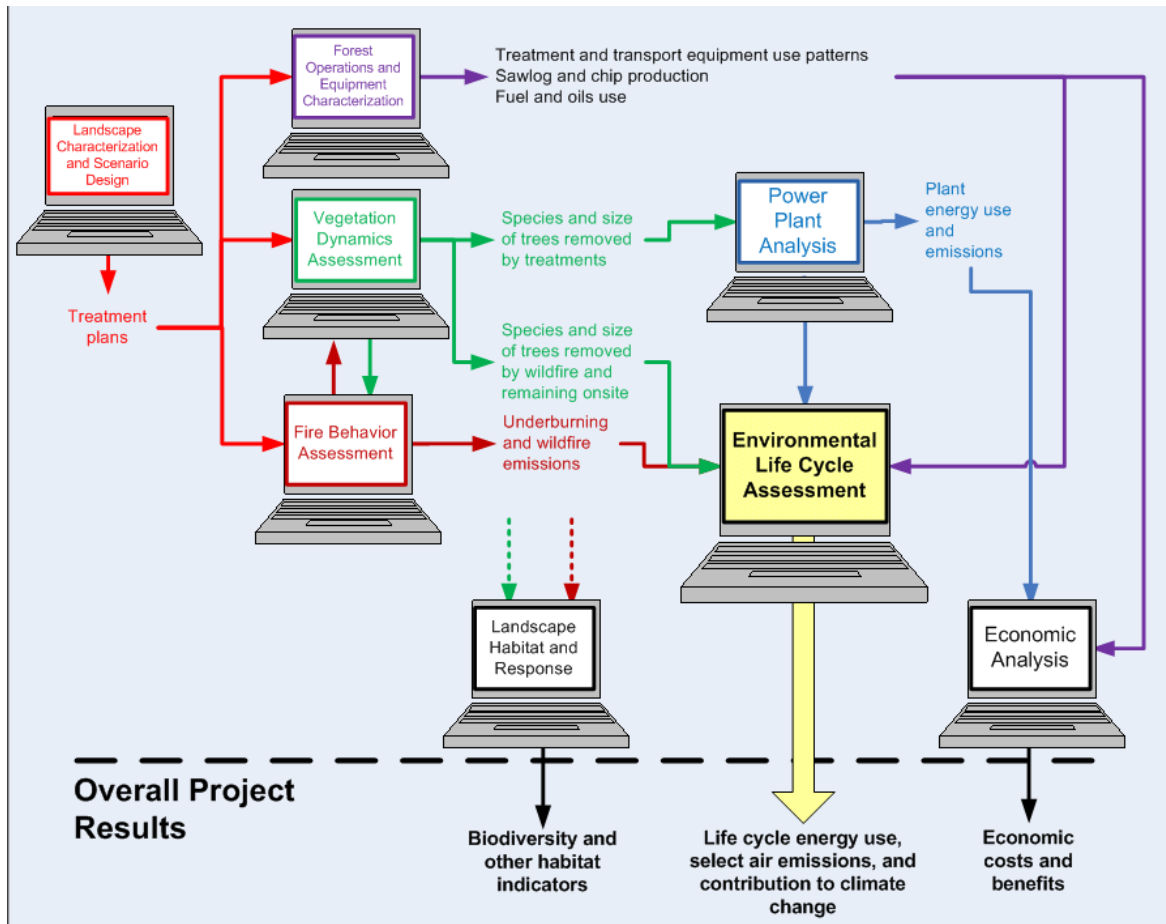 Forest
Operations and
Equipment
Characterization
Treatment and transport equipment use patterns
Sawlog and chip production
Fuel and oils use
Landscape
Characterization
and Scenario
Design
Treatment
plans
Vegetation
Dynamics
Assessment
Species and size
of trees removed
by treatments
Power
Plant
Analysis
Plant
energy use
and
emissions
Species and size
of trees removed
by wildfire and
remaining onsite
Fire Behavior
Assessment
Underburning
and wildfire
emissions
Environmental
Life Cycle
Assessment
Landscape
Habitat and
Response
Economic
Analysis
Overall Project
Results
Biodiversity and
other habitat
indicators
Life cycle energy use,
select air emissions, and
contribution to climate
change
Economic
costs and
benefits